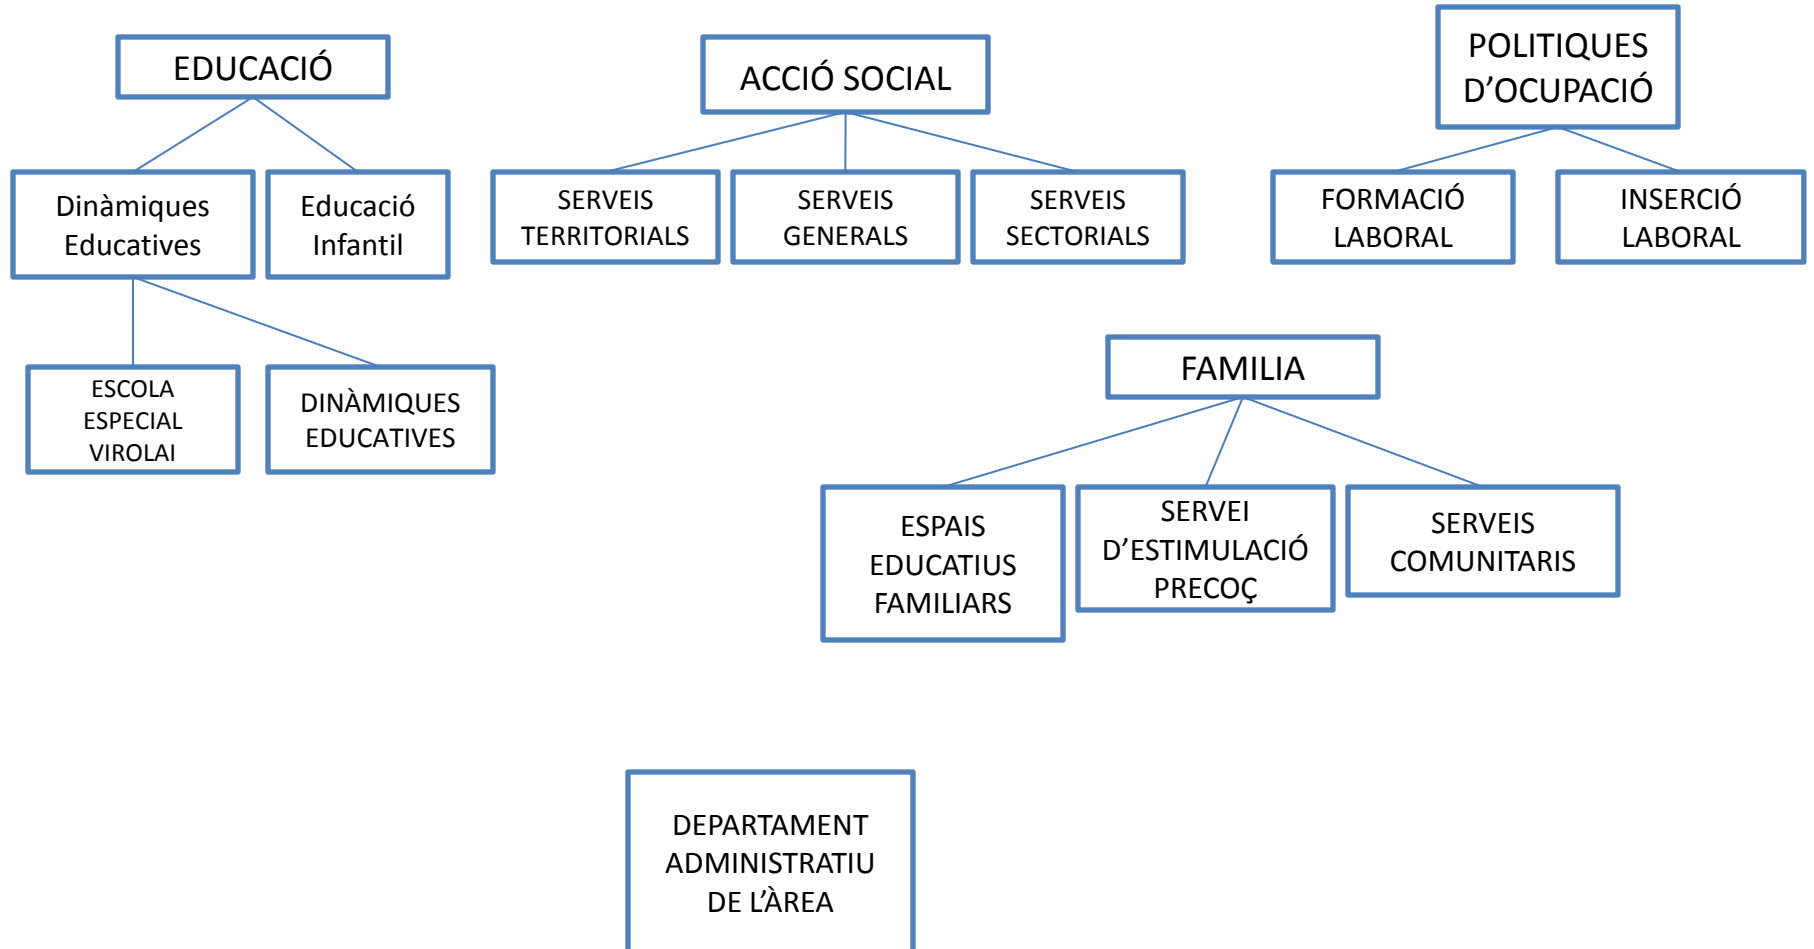 EDUCACIÓ
ACCIÓ SOCIAL
POLITIQUES
D’OCUPACIÓ
Dinàmiques
Educatives
Educació
Infantil
SERVEIS
TERRITORIALS
SERVEIS
GENERALS
SERVEIS
SECTORIALS
FORMACIÓ
LABORAL
INSERCIÓ
LABORAL
ESCOLA
ESPECIAL
VIROLAI
DINÀMIQUES
EDUCATIVES
FAMILIA
ESPAIS
EDUCATIUS
FAMILIARS
SERVEI
D’ESTIMULACIÓ
PRECOÇ
SERVEIS
COMUNITARIS
DEPARTAMENT
ADMINISTRATIU
DE L’ÀREA